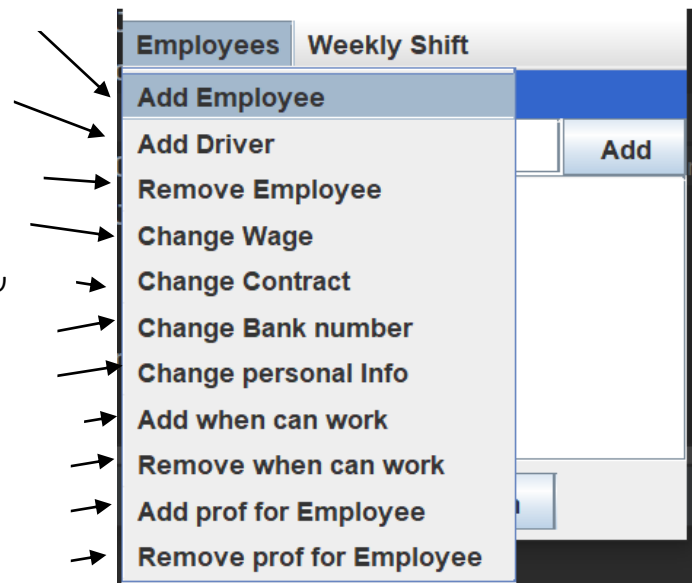 Employees Weekly Shift
Add Employee
Add Driver
Add
Remove Employee
Change Wage
Change Contract
Change Bank number
Change personal Info
Add when can work
Remove when can work
Add prof for Employee
Remove prof for Employee